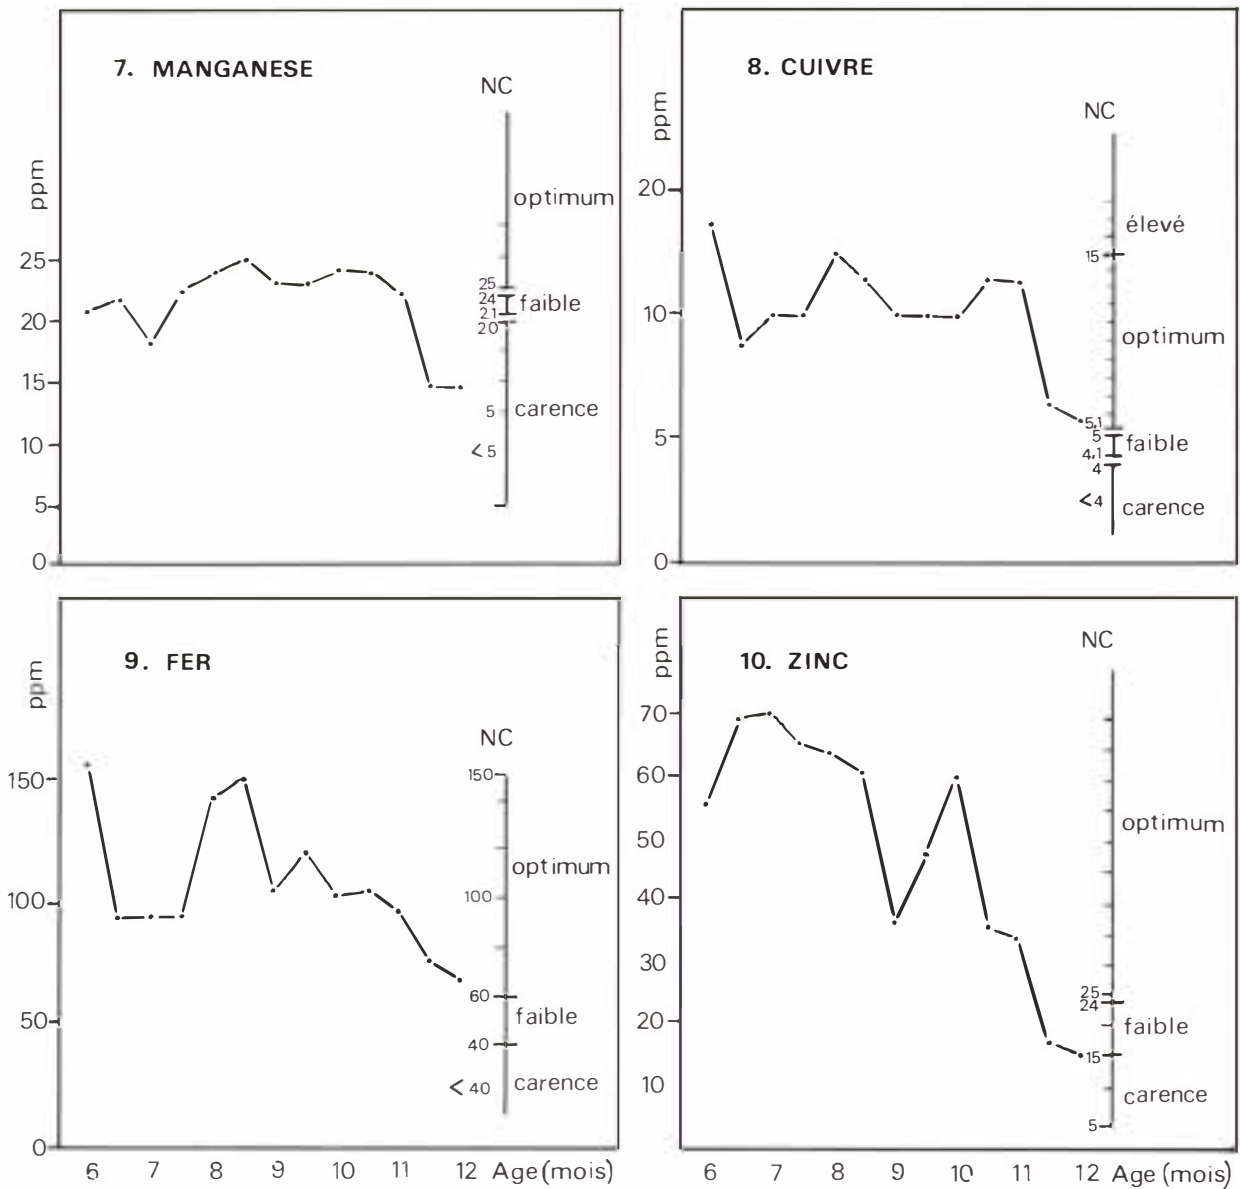 7. MANGANESE
NC
ppm
optimum
25
25
24
faible
21
20
20
15
5
carence
10
< 5
5
0
8. CUIVRE
NC
ppm
20
élevé
15
10
optimum
5,1
5
5
faible
4,1
4
< 4
carence
0
9. FER
ppm
NC
150
150
optimum
100
100
60
50
faible
40
< 40
carence
0
6 7 8 9 10 11 12 Age (mois)
10. ZINC
NC
ppm
70
60
optimum
50
40
30
25
24
20
faible
15
10
carence
5
6 7 8 9 10 11 12 Age (mois)